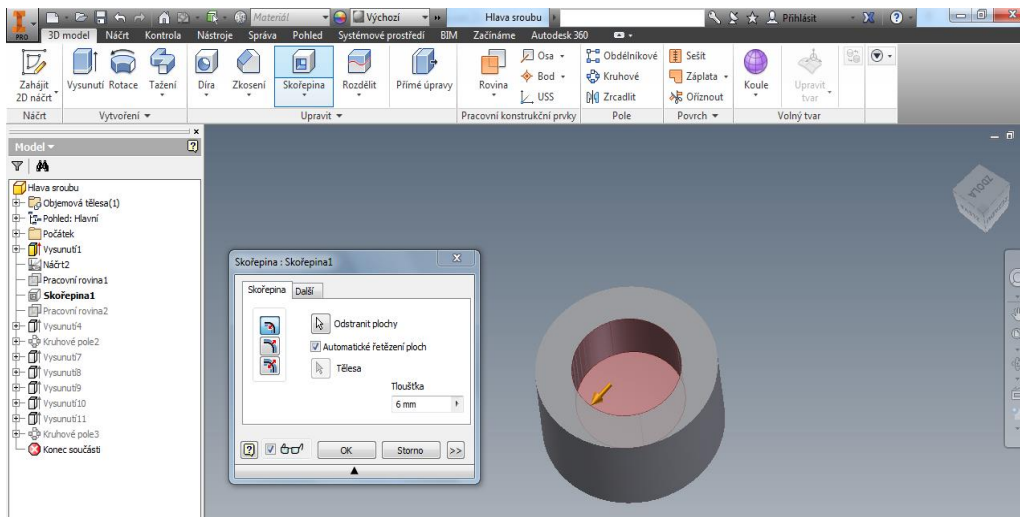 Materiál
Výchozí
Hlava sroubu
Přihlásit
PRO
3D model Náčrt Kontrola Nástroje Správa Pohled Systémové prostředí BIM Začínáme Autodesk 360
Zahájit
2D náčrt
Vysunutí Rotace Tažení
Díra Zkosení Skořepina Rozdělit Přímé úpravy
Rovina
Osa
Bod
USS
Obdélníkové
Kruhové
Zrcadlit
Sešít
Záplata
Oříznout
Koule
Upravit
tvar
Náčrt Vytvoření Upravit Pracovní konstrukční prvky Pole Povrch Volný tvar
Model
Hlava sroubu
Objemová tělesa(1)
Pohled: Hlavní
Počátek
Vysunutí1
Náčrt2
Pracovní rovina1
Skořepina1
Pracovní rovina2
Vysunutí4
Kruhové pole2
Vysunutí7
Vysunutí8
Vysunutí9
Vysunutí10
Vysunutí11
Kruhové pole3
Konec součásti
Skořepina : Skořepina1
Skořepina Další
Odstranit plochy
Automatické řetězení ploch
Tělesa
Tloušťka
6 mm
OK Storno >>